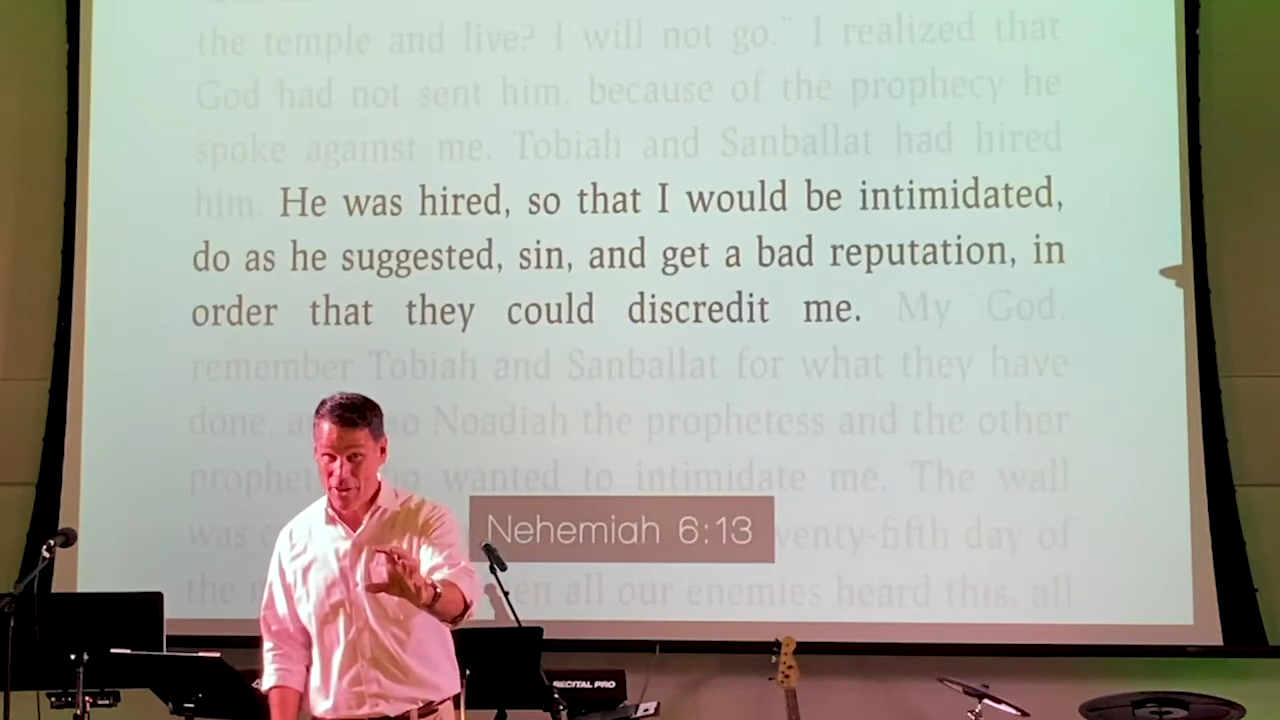 the temple and live? I will not go." I realized that
God had not sent him, because of the prophecy he
spoke against me. Tobiah and Sanballat had hired
him. He was hired, so that I would be intimidated,
do as he suggested, sin, and get a bad reputation, in
order that they could discredit me. My God,
remember Tobiah and Sanballat for what they have
done, Noadiah the prophetess and the other
wanted to intimidate me. The wall
was day of
Nehemiah 6:13
the all our enemies heard this, all
RECITAL PRO